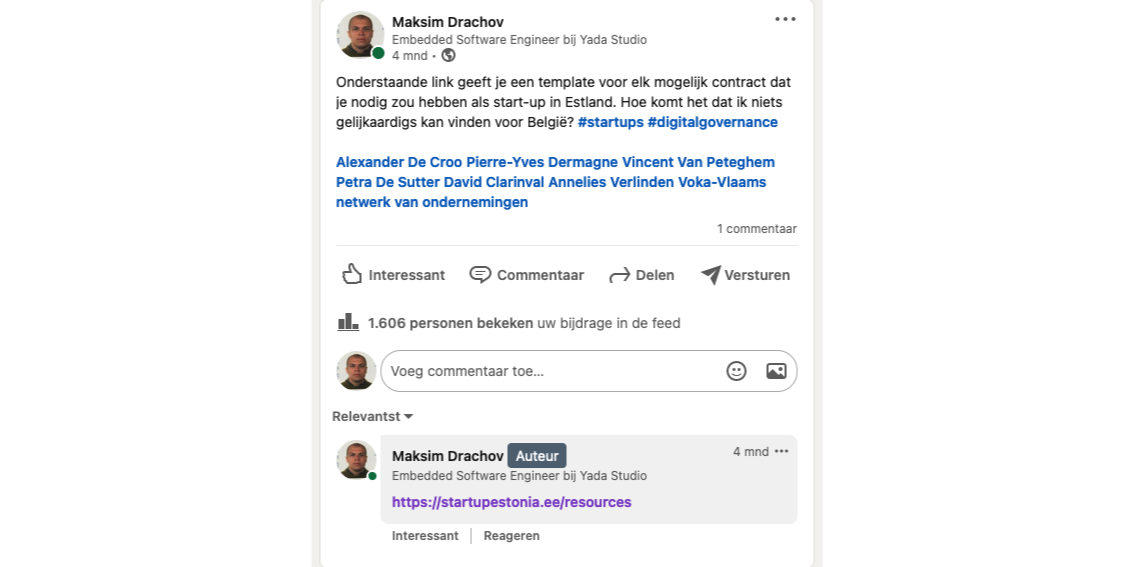 Maksim Drachov
Embedded Software Engineer bij Yada Studio
4 mnd •
Onderstaande link geeft je een template voor elk mogelijk contract dat
je nodig zou hebben als start-up in Estland. Hoe komt het dat ik niets
gelijkaardigs kan vinden voor België? #startups #digitalgovernance
Alexander De Croo Pierre-Yves Dermagne Vincent Van Peteghem
Petra De Sutter David Clarinval Annelies Verlinden Voka-Vlaams
netwerk van ondernemingen
1 commentaar
Interessant Commentaar Delen Versturen
1.606 personen bekeken uw bijdrage in de feed
Voeg commentaar toe...
Relevantst
Maksim Drachov Auteur 4 mnd
Embedded Software Engineer bij Yada Studio
https://startupestonia.ee/resources
Interessant | Reageren